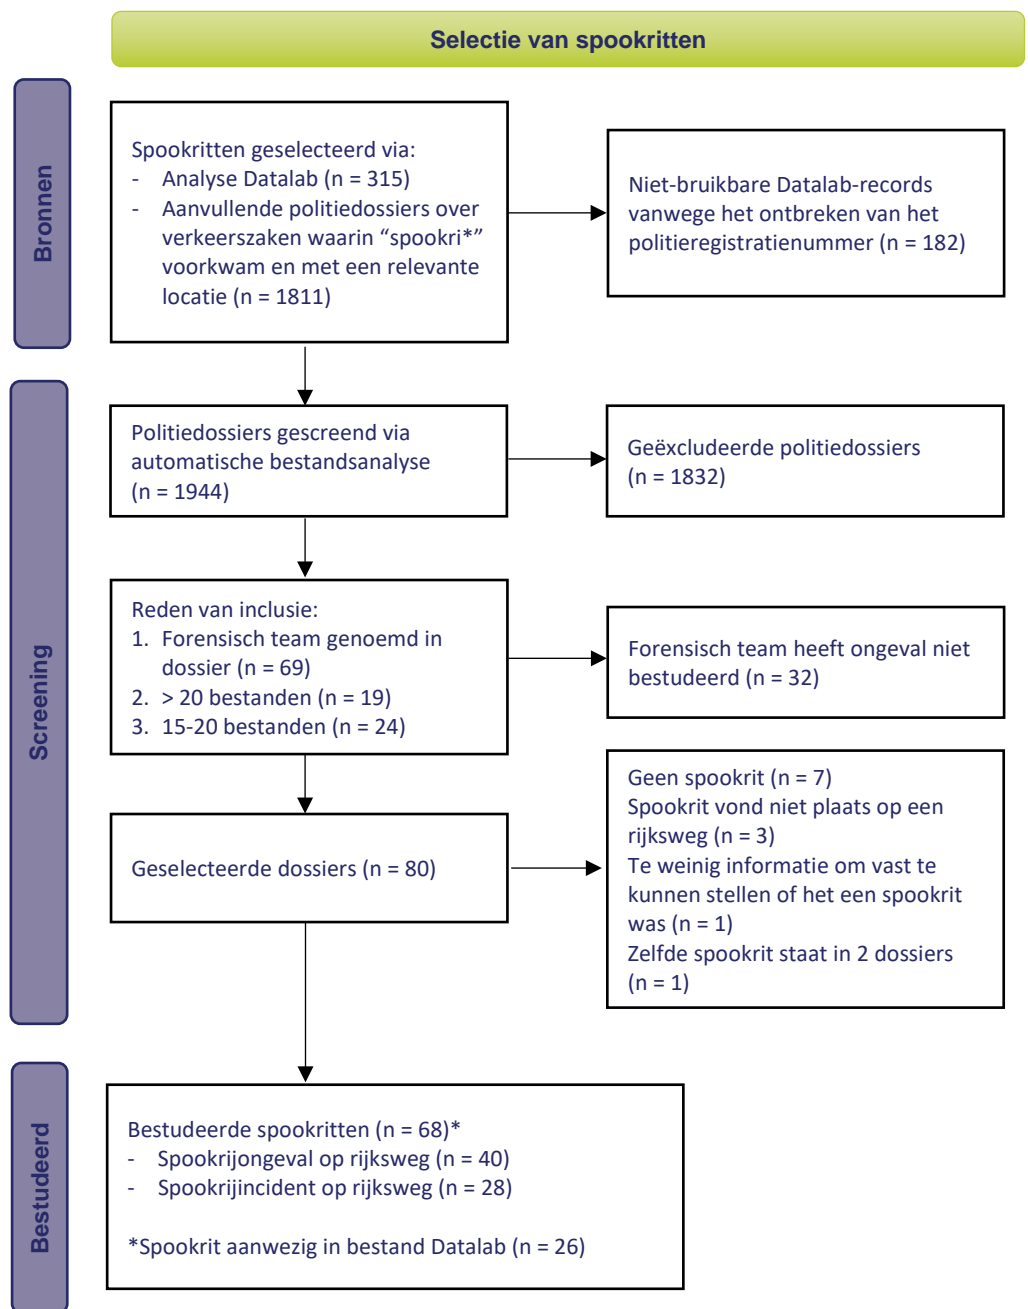 Selectie van spookritten
Bronnen
Spookritten geselecteerd via:
- Analyse Datalab (n = 315)
- Aanvullende politiedossiers over
verkeerszaken waarin “spookri*”
voorkwam en met een relevante
locatie (n = 1811)
Niet-bruikbare Datalab-records
vanwege het ontbreken van het
politieregistratienummer (n = 182)
Screening
Politiedossiers gescreend via
automatische bestandsanalyse
(n = 1944)
Geëxcludeerde politiedossiers
(n = 1832)
Reden van inclusie:
1. Forensisch team genoemd in
dossier (n = 69)
2. > 20 bestanden (n = 19)
3. 15-20 bestanden (n = 24)
Forensisch team heeft ongeval niet
bestudeerd (n = 32)
Geselecteerde dossiers (n = 80)
Geen spookrit (n = 7)
Spookrit vond niet plaats op een
rijksweg (n = 3)
Te weinig informatie om vast te
kunnen stellen of het een spookrit
was (n = 1)
Zelfde spookrit staat in 2 dossiers
(n = 1)
Bestudeerd
Bestudeerde spookritten (n = 68)*
- Spookrijongeval op rijksweg (n = 40)
- Spookrijincident op rijksweg (n = 28)
*Spookrit aanwezig in bestand Datalab (n = 26)